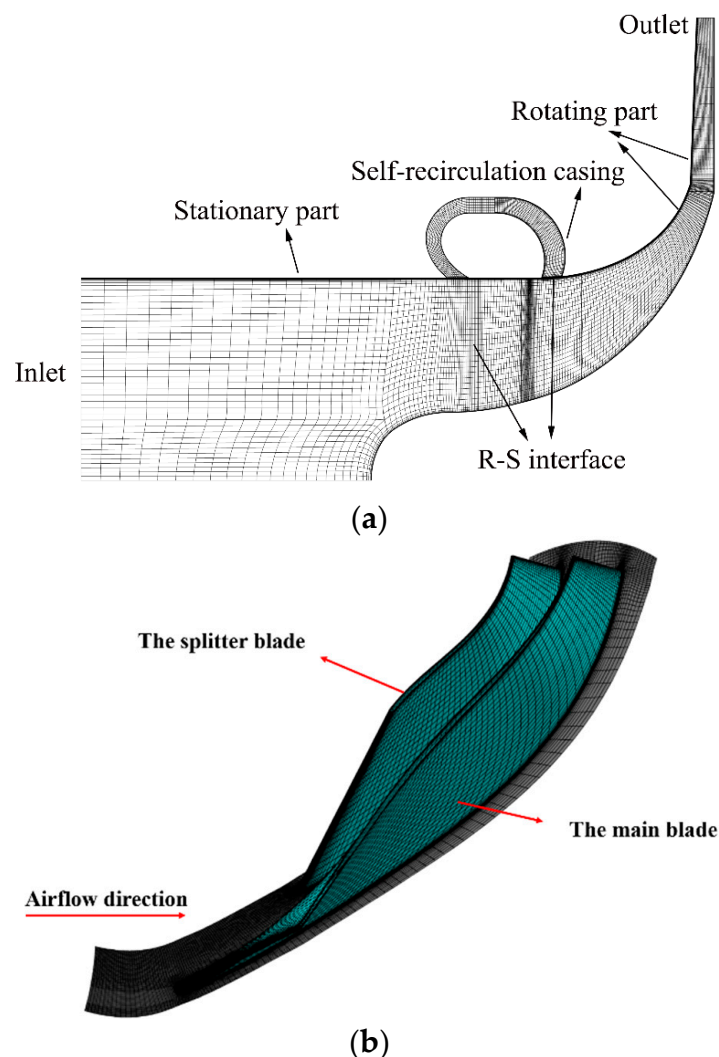 Outlet
Rotating part
Self-recirculation casing
Stationary part
Inlet
R-S interface
(a)
The splitter blade
The main blade
Airflow direction
(b)